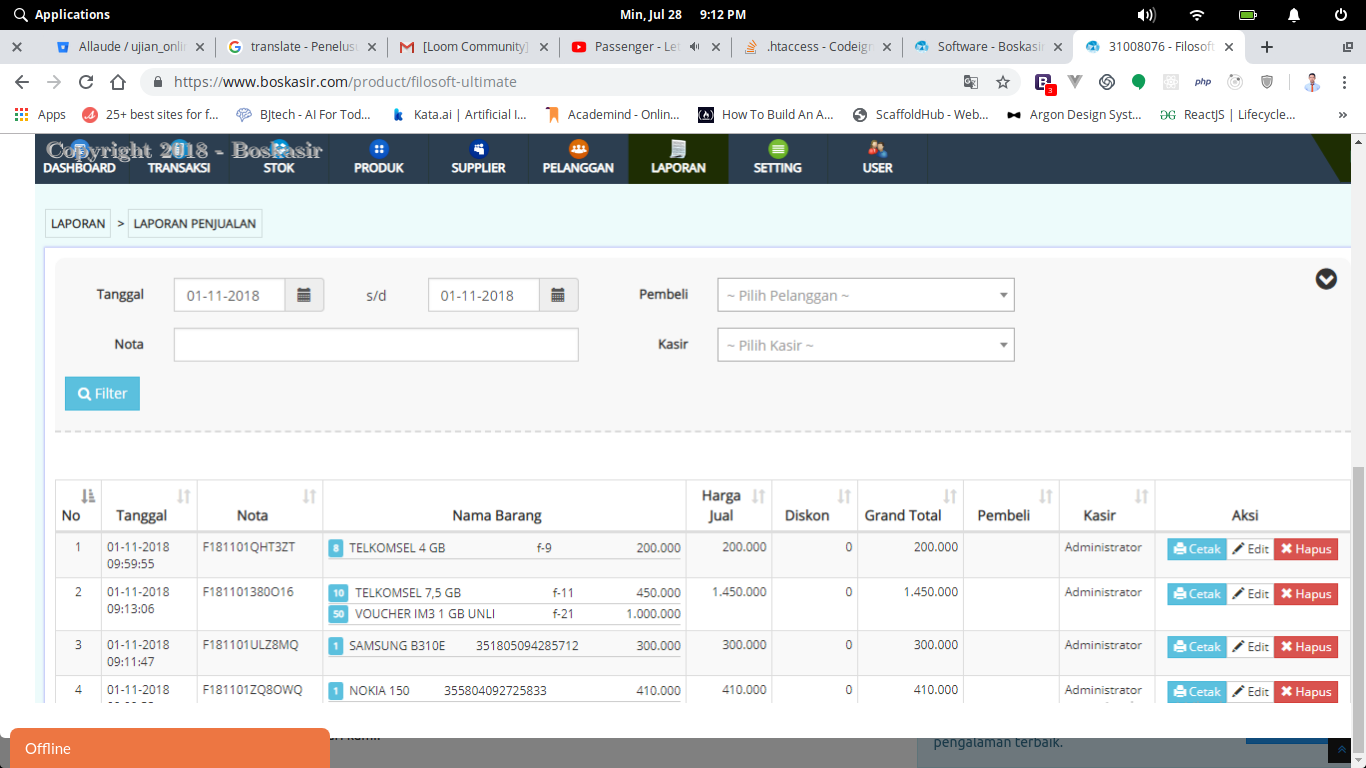 Applications
Min, Jul 28 9:12 PM
Allaude / ujian_onli
translate - Penelus
[Loom Community]
Passenger - Let
.htaccess - Codeign
Software - Boskasir
31008076 - Filosoft
https://www.boskasir.com/product/filosoft-ultimate
3
php
Apps
25+ best sites for f...
BJtech - AI For Tod...
Kata.ai | Artificial I...
Academind - Onlin...
How To Build An A...
ScaffoldHub - Web...
Argon Design Syst...
ReactJS | Lifecycle...
Copyright 2018 - Boskasir
DASHBOARD TRANSAKSI STOK PRODUK SUPPLIER PELANGGAN LAPORAN SETTING USER
LAPORAN > LAPORAN PENJUALAN
Tanggal 01-11-2018 s/d 01-11-2018 Pembeli ~ Pilih Pelanggan ~
Nota Kasir ~ Pilih Kasir ~
Filter
No Tanggal Nota Nama Barang Harga Jual Diskon Grand Total Pembeli Kasir Aksi
1 01-11-2018 F181101QHT3ZT 8 TELKOMSEL 4 GB f-9 200.000 200.000 0 200.000 Administrator Cetak Edit Hapus
09:59:55
2 01-11-2018 F181101380O16 10 TELKOMSEL 7,5 GB f-11 450.000 1.450.000 0 1.450.000 Administrator Cetak Edit Hapus
09:13:06 50 VOUCHER IM3 1 GB UNLI f-21 1.000.000
3 01-11-2018 F181101ULZ8MQ 1 SAMSUNG B310E 351805094285712 300.000 300.000 0 300.000 Administrator Cetak Edit Hapus
09:11:47
4 01-11-2018 F181101ZQ8OWQ 1 NOKIA 150 355804092725833 410.000 410.000 0 410.000 Administrator Cetak Edit Hapus
Offline
pengalaman terbaik.